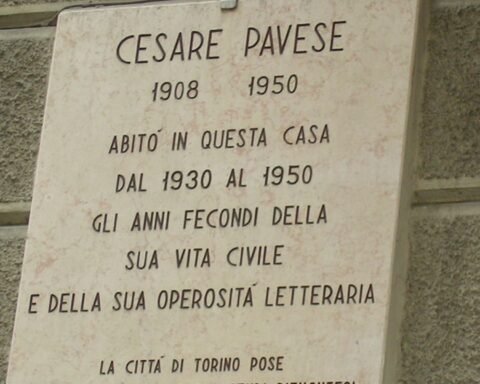 CESARE PAVESE
1908 1950
ABITÒ IN QUESTA CASA
DAL 1930 AL 1950
GLI ANNI FECONDI DELLA
SUA VITA CIVILE
E DELLA SUA OPEROSITÀ LETTERARIA
LA CITTÀ DI TORINO POSE